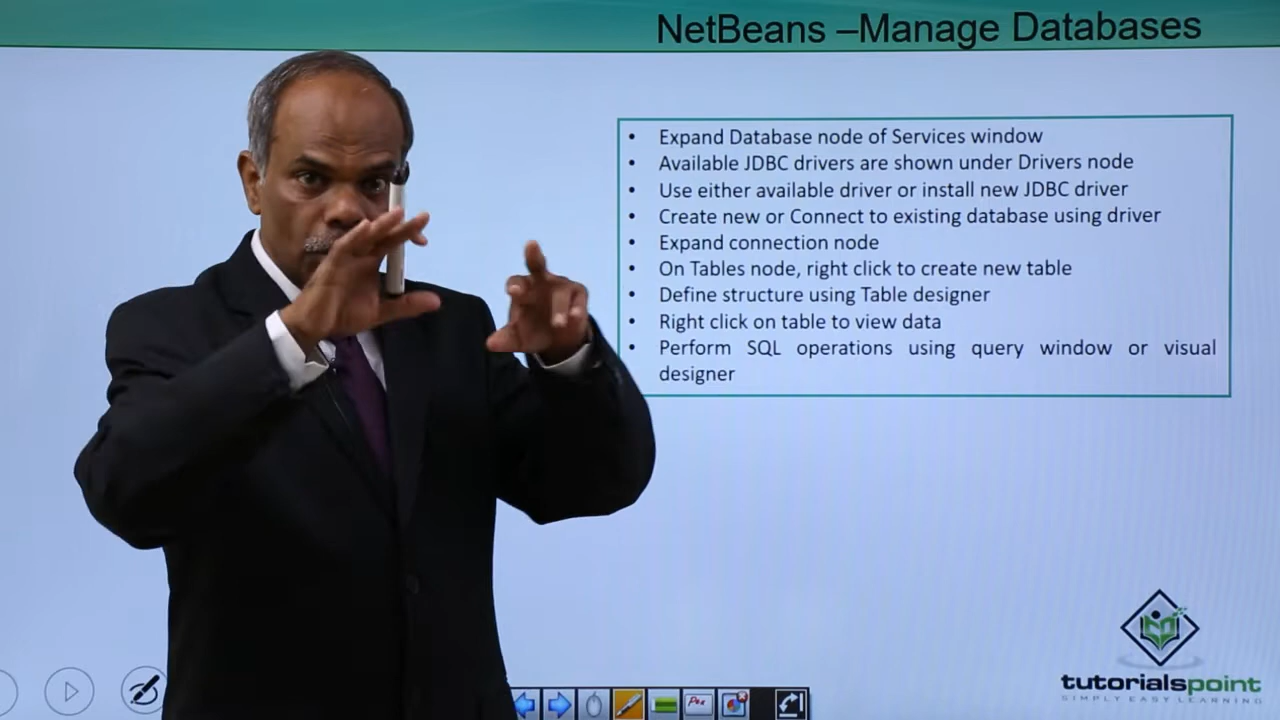 NetBeans –Manage Databases
• Expand Database node of Services window
• Available JDBC drivers are shown under Drivers node
• Use either available driver or install new JDBC driver
• Create new or Connect to existing database using driver
• Expand connection node
• On Tables node, right click to create new table
• Define structure using Table designer
• Right click on table to view data
• Perform SQL operations using query window or visual
designer
Pen
tutorialspoint
SIMPLY EASY LEARNING